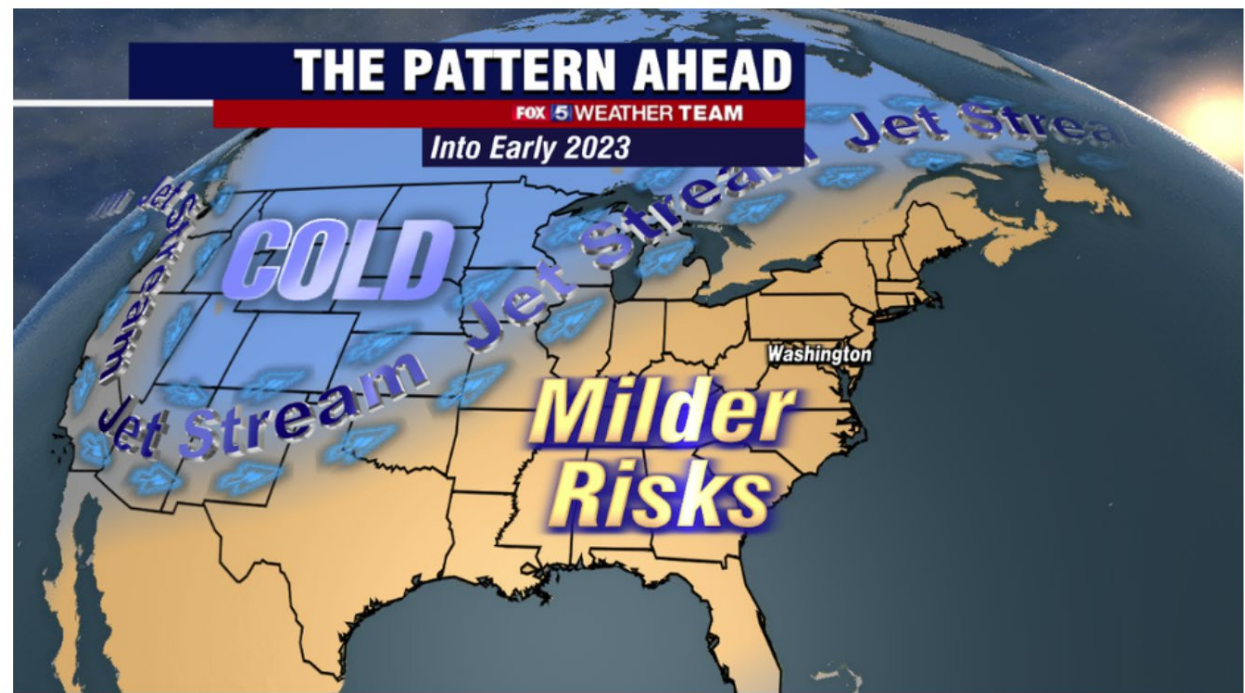 THE PATTERN AHEAD
FOX 5 WEATHER TEAM
Into Early 2023
Jet Strea
Jet Stream
COLD
Jet Stream
Jet Stream
Washington
Milder
Risks